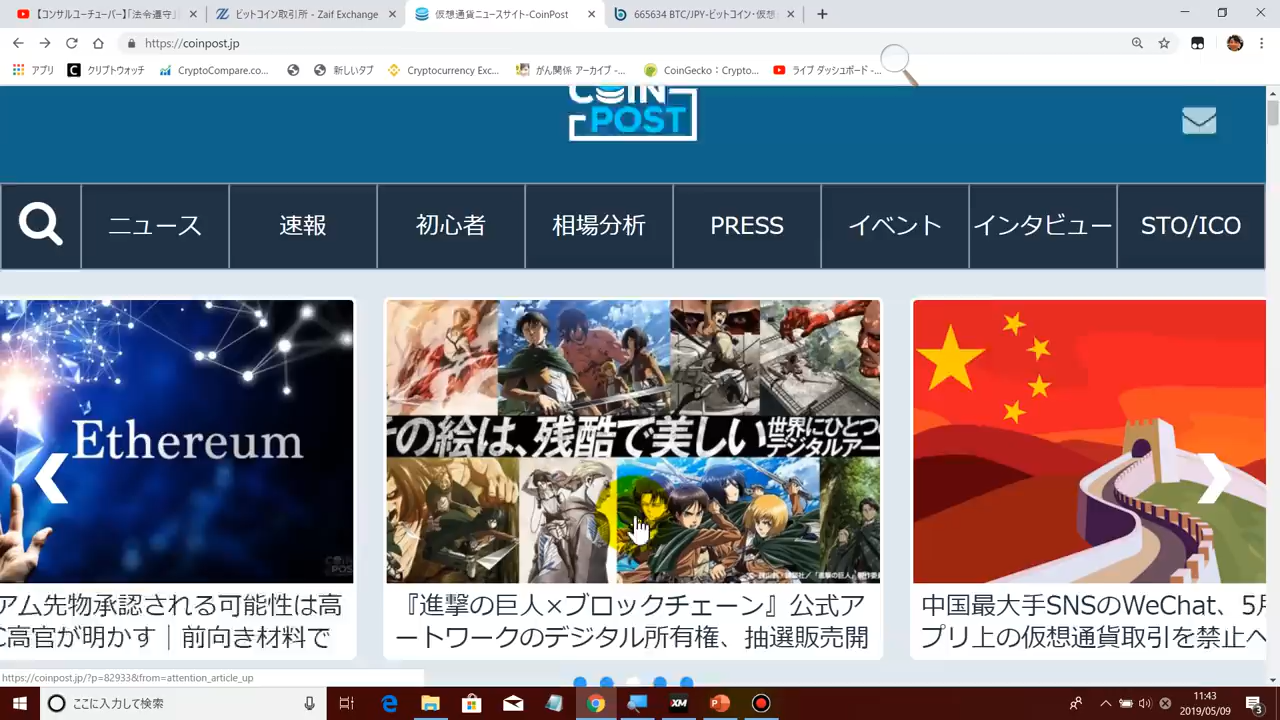 【コンサルユーチューバー】「法令遵守」
ビットコイン取引所 - Zaif Exchange
仮想通貨ニュースサイト-CoinPost
665634 BTC/JPY-ビットコイン・仮想
https://coinpost.jp
アプリ
クリプトウォッチ
CryptoCompare.co...
新しいタブ
Cryptocurrency Exc...
がん関係 アーカイブ -...
CoinGecko：Crypto...
ライブ ダッシュボード -...
COIN
POST
ニュース
速報
初心者
相場分析
PRESS
イベント
インタビュー
STO/ICO
Ethereum
COIN
POS
その絵は、残酷で美しい
世界にひとつ
デジタルアー
アム先物承認される可能性は高
C高官が明かす｜前向き材料で
『進撃の巨人×ブロックチェーン』公式ア
ートワークのデジタル所有権、抽選販売開
中国最大手SNSのWeChat、5月
プリ上の仮想通貨取引を禁止へ
https://coinpost.jp/?p=82933&from=attention_article_up
ここに入力して検索
XM
11:43
2019/05/09
3